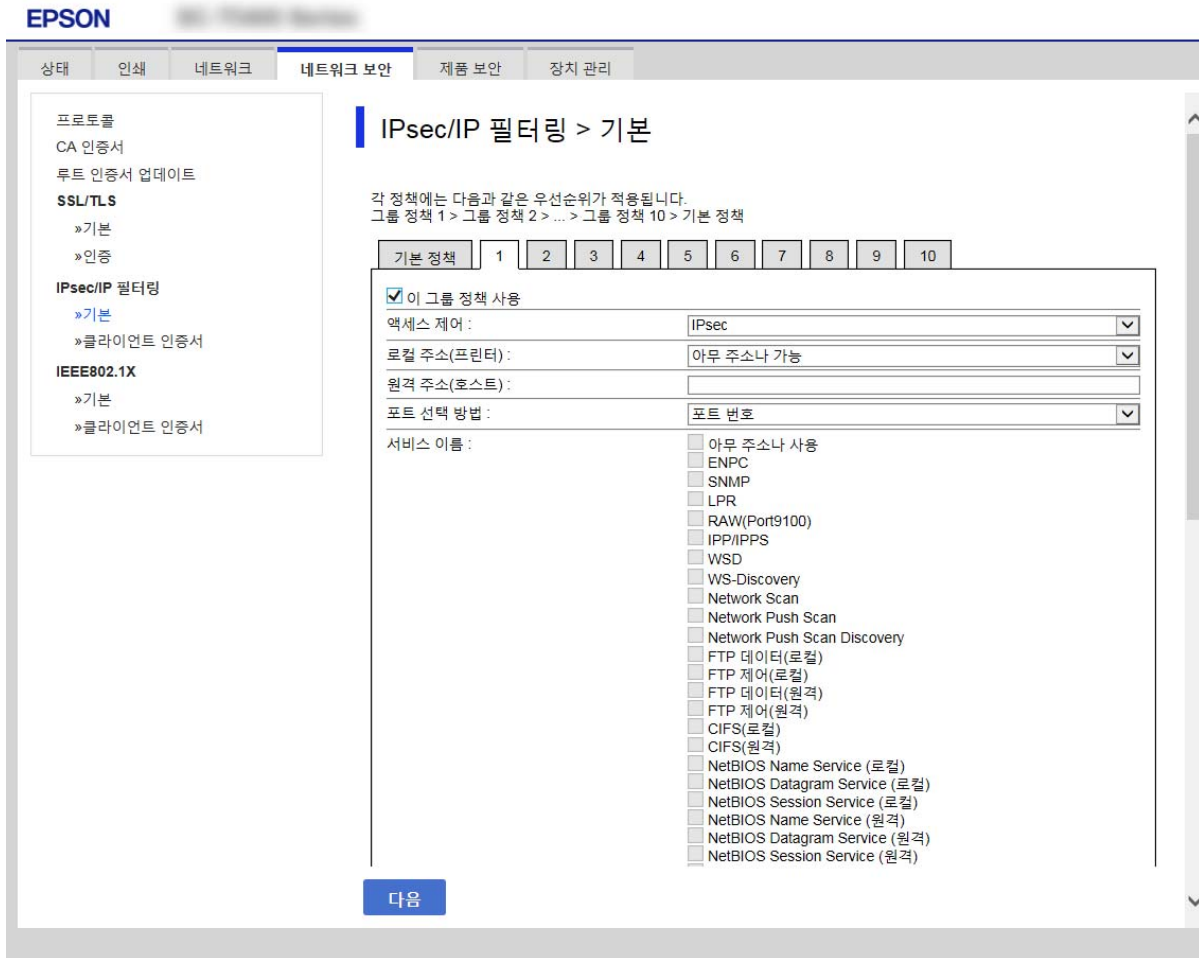 EPSON
상태 인쇄 네트워크 네트워크 보안 제품 보안 장치 관리
프로토콜
CA 인증서
루트 인증서 업데이트
SSL/TLS
»기본
»인증
IPsec/IP 필터링
»기본
»클라이언트 인증서
IEEE802.1X
»기본
»클라이언트 인증서
IPsec/IP 필터링 > 기본
각 정책에는 다음과 같은 우선순위가 적용됩니다.
그룹 정책 1 > 그룹 정책 2 > ... > 그룹 정책 10 > 기본 정책
기본 정책 1 2 3 4 5 6 7 8 9 10
이 그룹 정책 사용
액세스 제어 : IPsec
로컬 주소(프린터) : 아무 주소나 가능
원격 주소(호스트) :
포트 선택 방법 : 포트 번호
서비스 이름 : 아무 주소나 사용
ENPC
SNMP
LPR
RAW(Port9100)
IPP/IPPS
WSD
WS-Discovery
Network Scan
Network Push Scan
Network Push Scan Discovery
FTP 데이터(로컬)
FTP 제어(로컬)
FTP 데이터(원격)
FTP 제어(원격)
CIFS(로컬)
CIFS(원격)
NetBIOS Name Service (로컬)
NetBIOS Datagram Service (로컬)
NetBIOS Session Service (로컬)
NetBIOS Name Service (원격)
NetBIOS Datagram Service (원격)
NetBIOS Session Service (원격)
다음